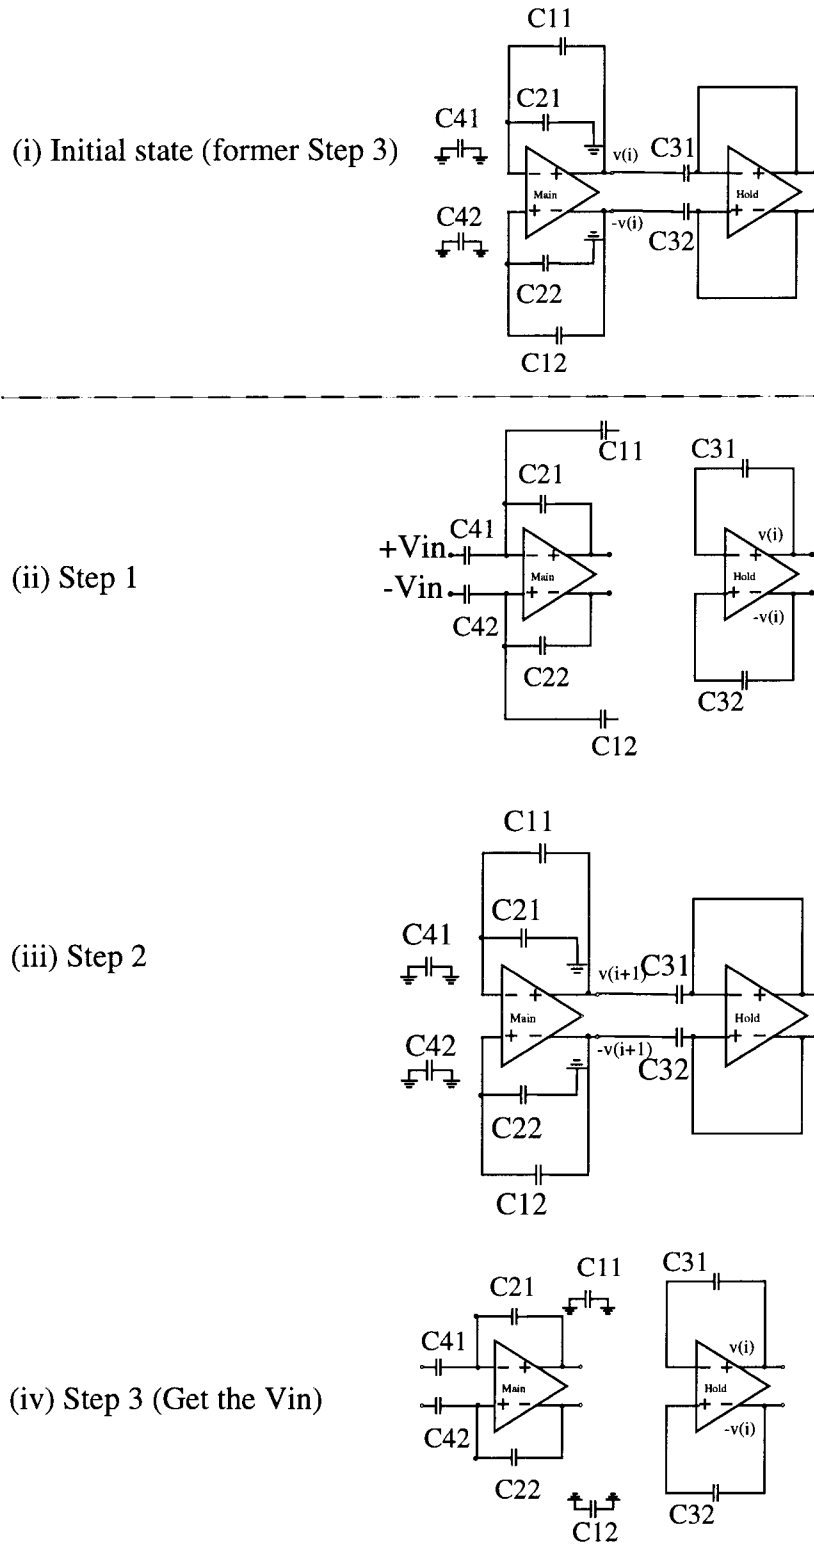 C11
C21
C41
(i) Initial state (former Step 3)
v(i)
C31
Main
Hold
C42
-v(i)
C32
C22
C12
C11
C31
C21
C41
v(i)
+Vin
(ii) Step 1
Main
Hold
-Vin
-v(i)
C42
C22
C32
C12
C11
C21
C41
(iii) Step 2
v(i+1)
C31
Main
Hold
C42
-v(i+1)
C32
C22
C12
C31
C11
C21
C41
v(i)
(iv) Step 3 (Get the Vin)
Main
Hold
-v(i)
C42
C22
C32
C12